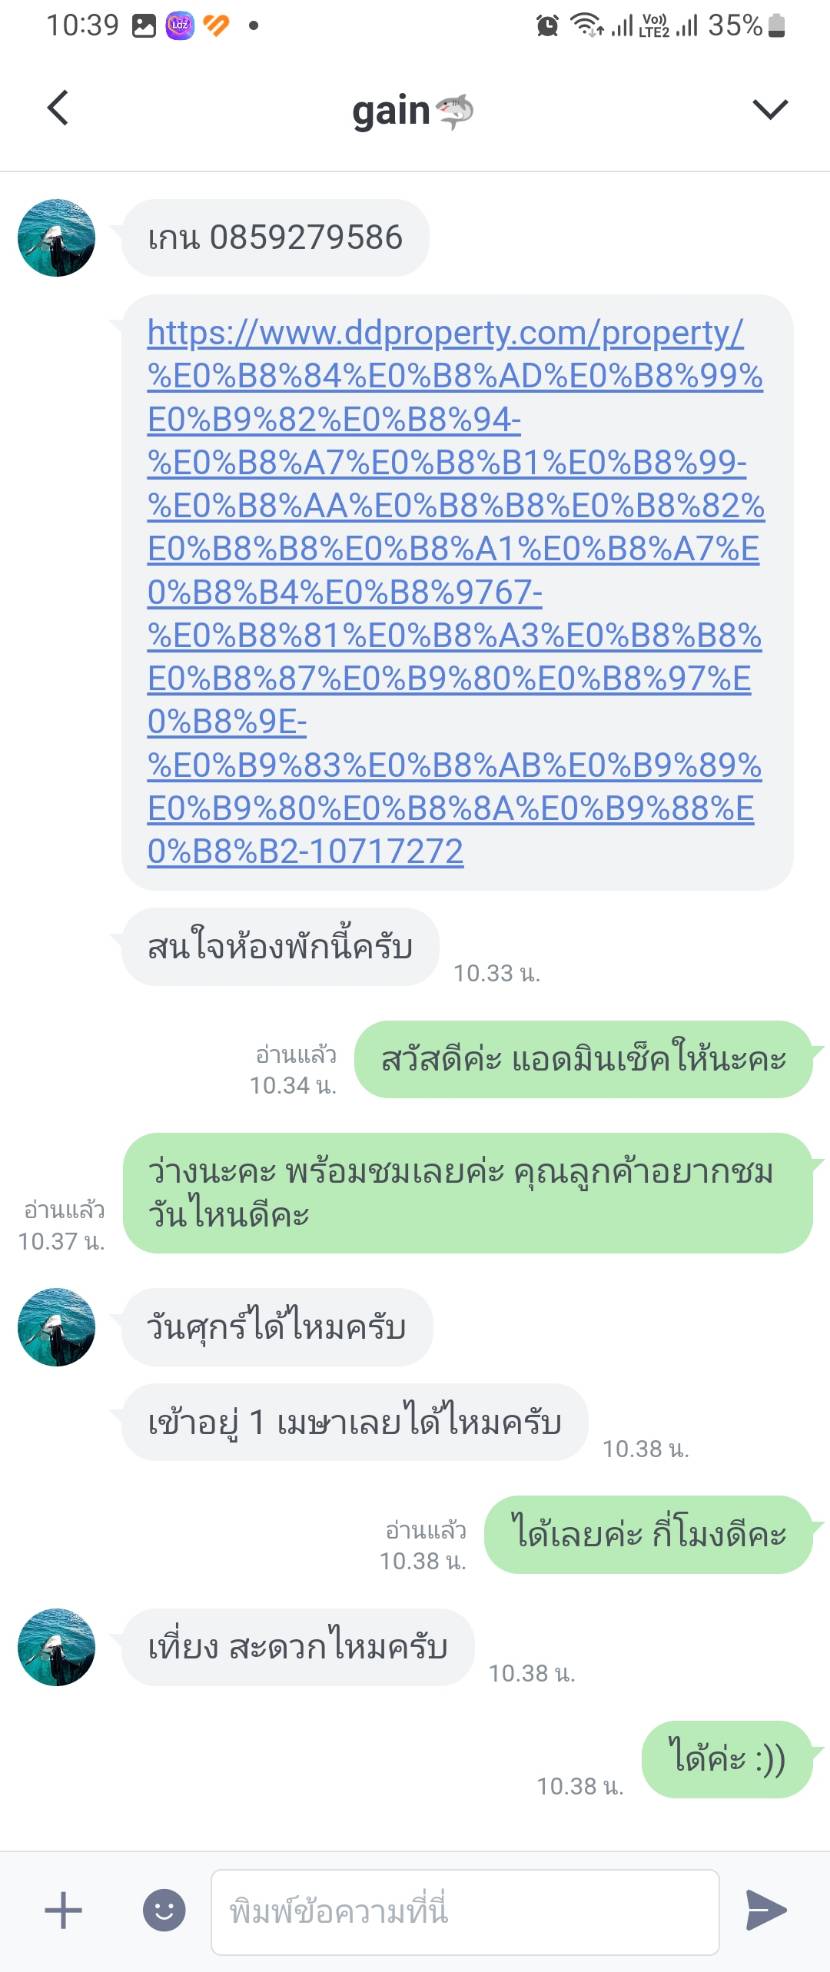 10:39
Laz
Vo))
LTE2
35%
gain
เกน 0859279586
https://www.ddproperty.com/property/
%E0%B8%84%E0%B8%AD%E0%B8%99%
E0%B9%82%E0%B8%94-
%E0%B8%A7%E0%B8%B1%E0%B8%99-
%E0%B8%AA%E0%B8%B8%E0%B8%82%
E0%B8%B8%E0%B8%A1%E0%B8%A7%E
0%B8%B4%E0%B8%9767-
%E0%B8%81%E0%B8%A3%E0%B8%B8%
E0%B8%87%E0%B9%80%E0%B8%97%E
0%B8%9E-
%E0%B9%83%E0%B8%AB%E0%B9%89%
E0%B9%80%E0%B8%8A%E0%B9%88%E
0%B8%B2-10717272
สนใจห้องพักนี้ครับ
10.33 น.
สวัสดีค่ะ แอดมินเช็คให้นะคะ
อ่านแล้ว
10.34 น.
ว่างนะคะ พร้อมชมเลยค่ะ คุณลูกค้าอยากชม
วันไหนดีคะ
อ่านแล้ว
10.37 น.
วันศุกร์ได้ไหมครับ
เข้าอยู่ 1 เมษาเลยได้ไหมครับ
10.38 น.
ได้เลยค่ะ กี่โมงดีคะ
อ่านแล้ว
10.38 น.
เที่ยง สะดวกไหมครับ
10.38 น.
ได้ค่ะ :))
10.38 น.
พิมพ์ข้อความที่นี่